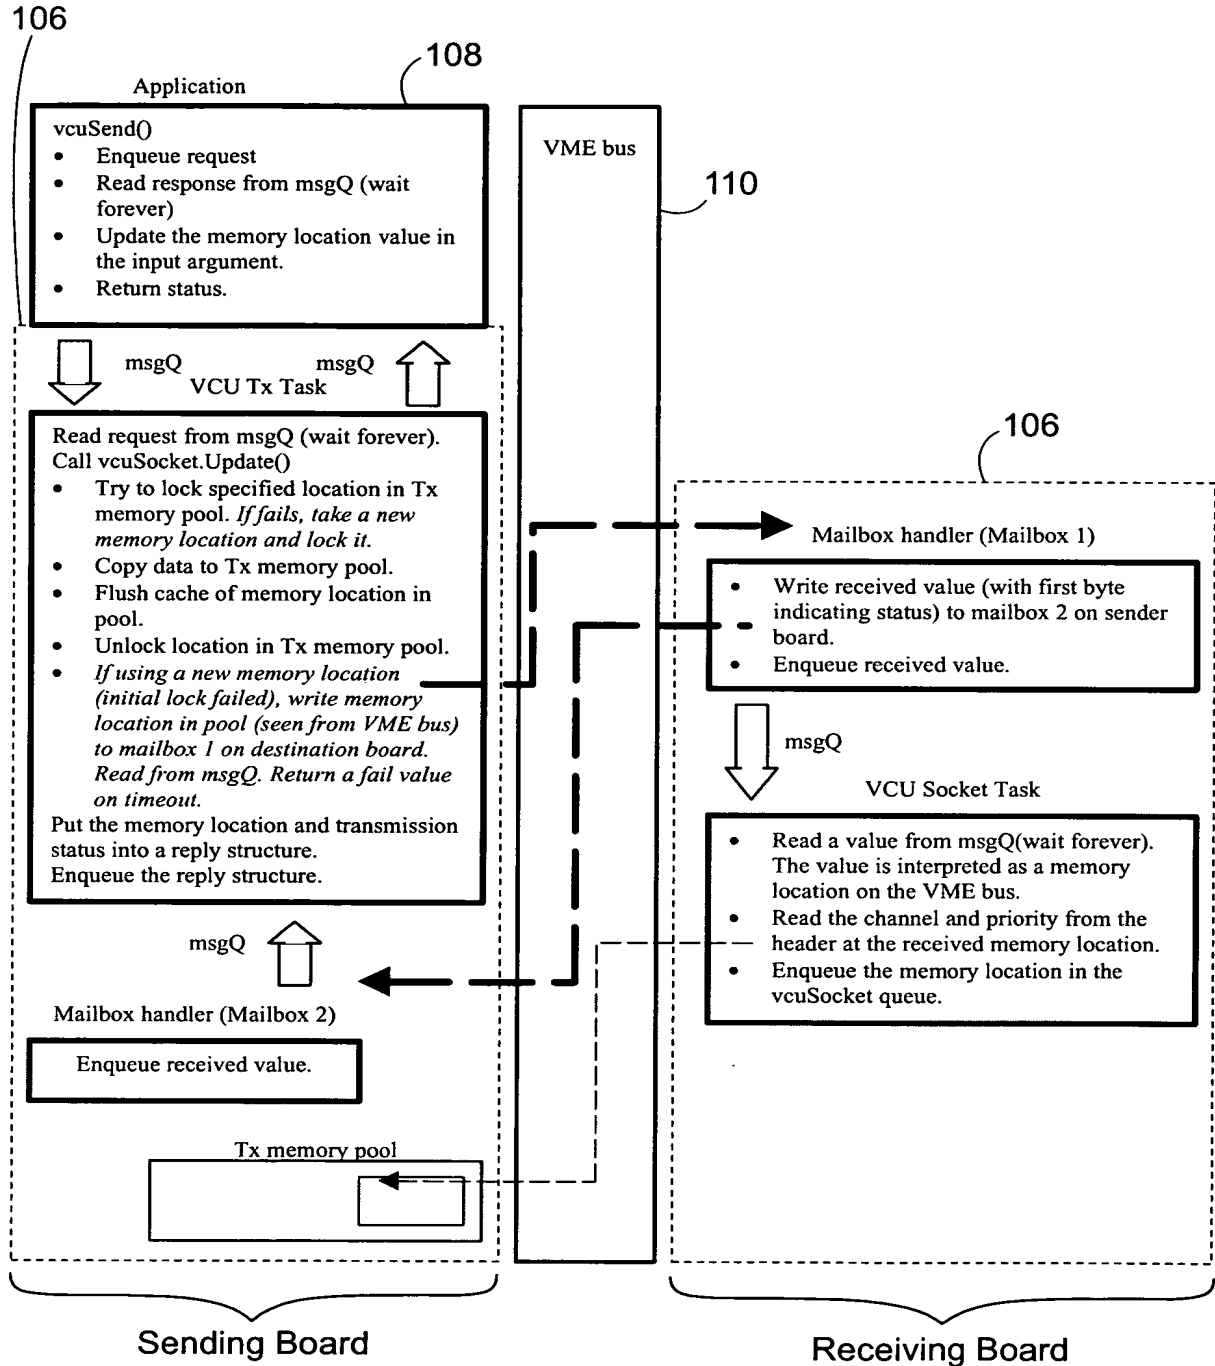 106
108
Application
vcuSend()
• Enqueue request
• Read response from msgQ (wait
forever)
• Update the memory location value in
the input argument.
• Return status.
VME bus
110
msgQ
msgQ
VCU Tx Task
Read request from msgQ (wait forever).
Call vcuSocket.Update()
• Try to lock specified location in Tx
memory pool. If fails, take a new
memory location and lock it.
• Copy data to Tx memory pool.
• Flush cache of memory location in
pool.
• Unlock location in Tx memory pool.
• If using a new memory location
(initial lock failed), write memory
location in pool (seen from VME bus)
to mailbox 1 on destination board.
Read from msgQ. Return a fail value
on timeout.
Put the memory location and transmission
status into a reply structure.
Enqueue the reply structure.
msgQ
Mailbox handler (Mailbox 2)
Enqueue received value.
Tx memory pool
106
Mailbox handler (Mailbox 1)
• Write received value (with first byte
indicating status) to mailbox 2 on sender
board.
• Enqueue received value.
msgQ
VCU Socket Task
• Read a value from msgQ(wait forever).
The value is interpreted as a memory
location on the VME bus.
• Read the channel and priority from the
header at the received memory location.
• Enqueue the memory location in the
vcuSocket queue.
Sending Board
Receiving Board